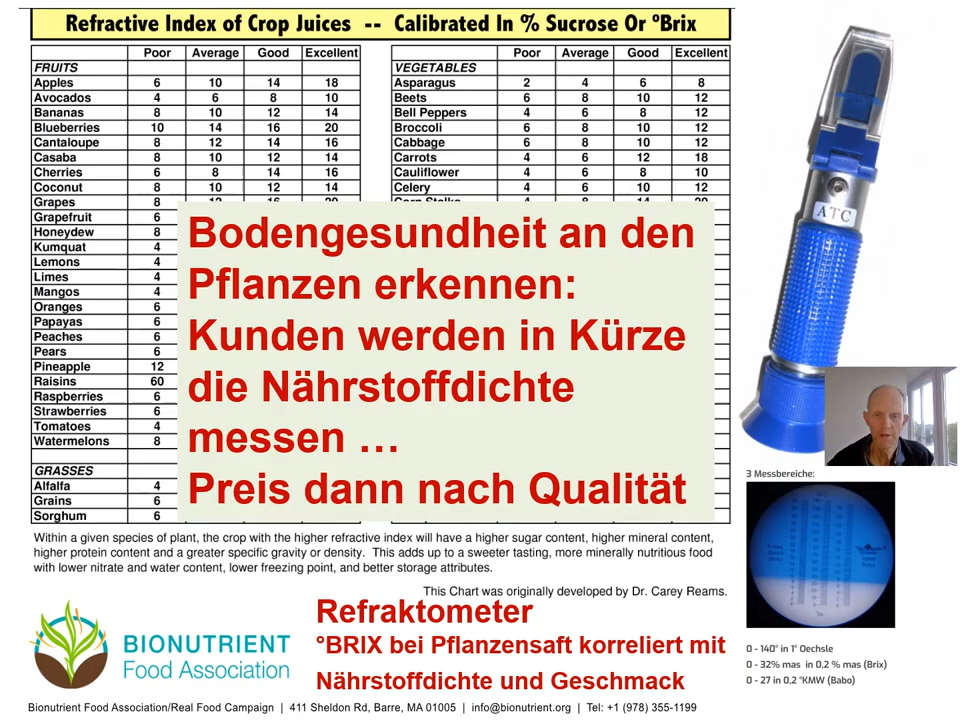 Refractive Index of Crop Juices -- Calibrated In % Sucrose Or ºBrix
Poor Average Good Excellent
FRUITS
Apples 6 10 14 18
Avocados 4 6 8 10
Bananas 8 10 12 14
Blueberries 10 14 16 20
Cantaloupe 8 12 14 16
Casaba 8 10 12 14
Cherries 6 8 14 16
Coconut 8 10 12 14
Grapes 8
Grapefruit 6
Honeydew 8
Kumquat 4
Lemons 4
Limes 4
Mangos 4
Oranges 6
Papayas 6
Peaches 6
Pears 6
Pineapple 12
Raisins 60
Raspberries 6
Strawberries 6
Tomatoes 4
Watermelons 8
GRASSES
Alfalfa 4
Grains 6
Sorghum 6
Poor Average Good Excellent
VEGETABLES
Asparagus 2 4 6 8
Beets 6 8 10 12
Bell Peppers 4 6 8 12
Broccoli 6 8 10 12
Cabbage 6 8 10 12
Carrots 4 6 12 18
Cauliflower 4 6 8 10
Celery 4 6 10 12
Bodengesundheit an den
Pflanzen erkennen:
Kunden werden in Kürze
die Nährstoffdichte
messen …
Preis dann nach Qualität
ATC
3 Messbereiche:
0 - 140° in 1° Oechsle
0 - 32% mas in 0,2 % mas (Brix)
0 - 27 in 0,2 °KMW (Babo)
Within a given species of plant, the crop with the higher refractive index will have a higher sugar content, higher mineral content,
higher protein content and a greater specific gravity or density. This adds up to a sweeter tasting, more minerally nutritious food
with lower nitrate and water content, lower freezing point, and better storage attributes.
This Chart was originally developed by Dr. Carey Reams.
Refraktometer
°BRIX bei Pflanzensaft korreliert mit
Nährstoffdichte und Geschmack
BIONUTRIENT
Food Association
Bionutrient Food Association/Real Food Campaign | 411 Sheldon Rd, Barre, MA 01005 | info@bionutrient.org | Tel: +1 (978) 355-1199